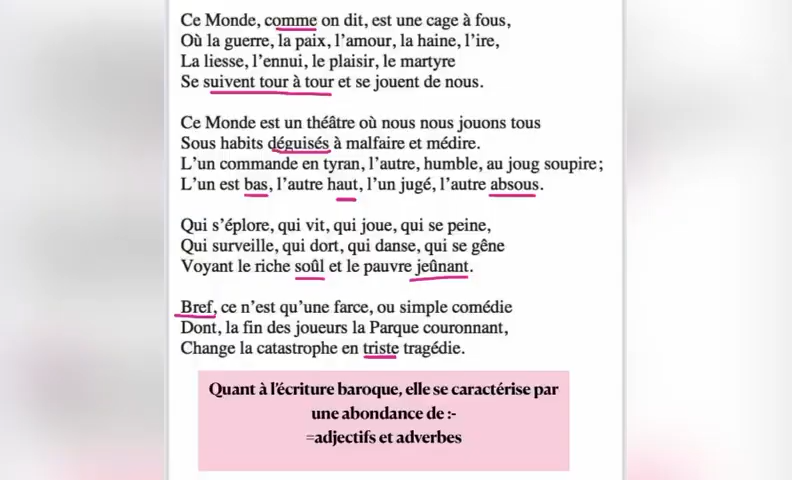 Ce Monde, comme on dit, est une cage à fous,
Où la guerre, la paix, l’amour, la haine, l’ire,
La liesse, l’ennui, le plaisir, le martyre
Se suivent tour à tour et se jouent de nous.
Ce Monde est un théâtre où nous nous jouons tous
Sous habits déguisés à malfaire et médire.
L’un commande en tyran, l’autre, humble, au joug soupire;
L’un est bas, l’autre haut, l’un jugé, l’autre absous.
Qui s’éplore, qui vit, qui joue, qui se peine,
Qui surveille, qui dort, qui danse, qui se gêne
Voyant le riche soûl et le pauvre jeûnant.
Bref, ce n’est qu’une farce, ou simple comédie
Dont, la fin des joueurs la Parque couronnant,
Change la catastrophe en triste tragédie.
Quant à l’écriture baroque, elle se caractérise par
une abondance de :-
=adjectifs et adverbes